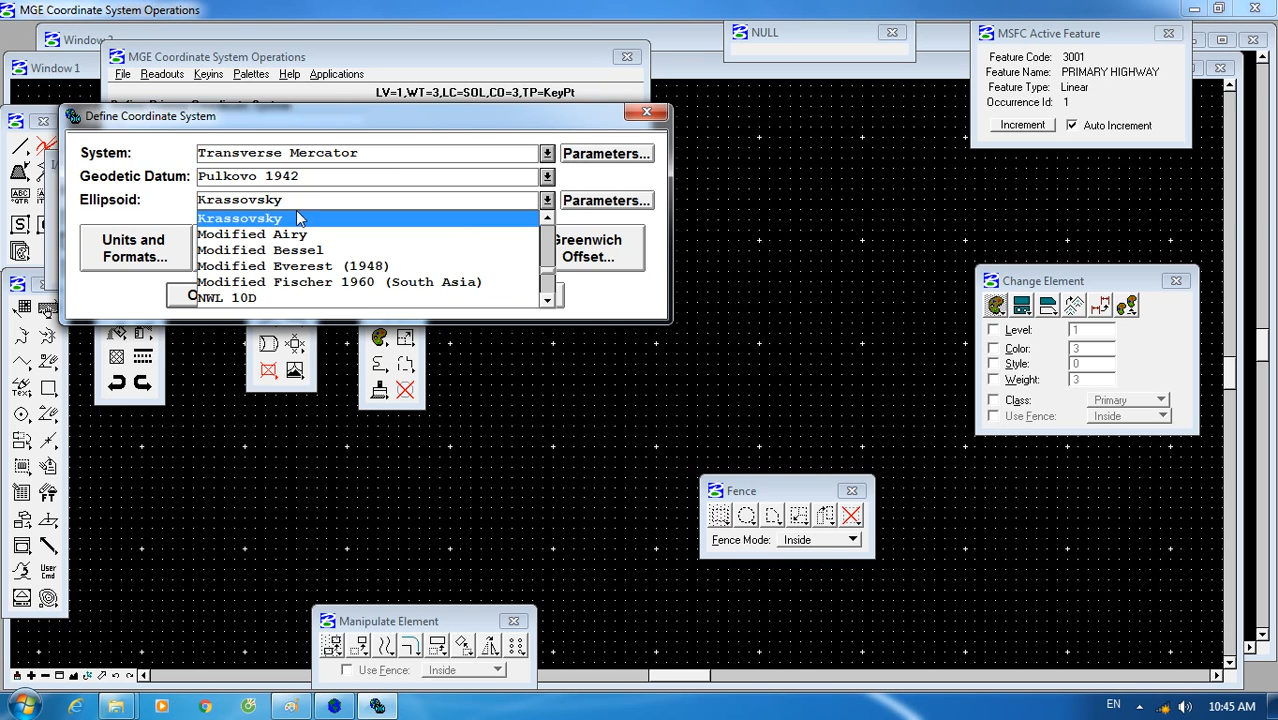 MGE Coordinate System Operations
Window 2
NULL
MSFC Active Feature
Window 1
MGE Coordinate System Operations
File Readouts Keyins Palettes Help Applications
LV=1,WT=3,LC=SOL,CO=3,TP=KeyPt
Feature Code: 3001
Feature Name: PRIMARY HIGHWAY
Feature Type: Linear
Occurrence Id: 1
Increment Auto Increment
Define Coordinate System
System: Transverse Mercator Parameters...
Geodetic Datum: Pulkovo 1942
Ellipsoid: Krassovsky Parameters...
Krassovsky
Modified Airy
Modified Bessel
Modified Everest (1948)
Modified Fischer 1960 (South Asia)
NWL 10D
Units and
Formats...
Greenwich
Offset...
Change Element
Level: 1
Color: 3
Style: 0
Weight: 3
Class: Primary
Use Fence: Inside
Fence
Fence Mode: Inside
User
Cmd
Manipulate Element
Use Fence: Inside
EN
10:45 AM